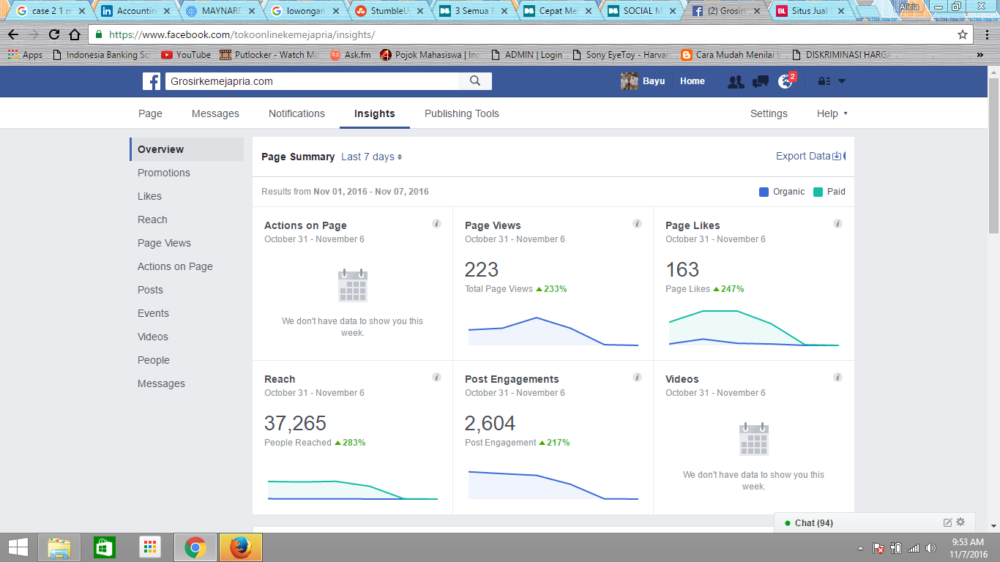 case 2 1 m
Accountin
MAYNARD
lowongan
StumbleU
3 Semua
Cepat Me
SOCIAL M
(2) Grosir
Situs Jual
Alicia
https://www.facebook.com/tokoonlinekemejapria/insights/
Apps
Indonesia Banking Sc
YouTube
Putlocker - Watch Mo
Ask.fm
Pojok Mahasiswa | In
ADMIN | Login
Sony EyeToy - Harvar
Cara Mudah Menilai
DISKRIMINASI HARGA
»
Grosirkemejapria.com
Bayu
Home
2
Page
Messages
Notifications
Insights
Publishing Tools
Settings
Help
Overview
Promotions
Likes
Reach
Page Views
Actions on Page
Posts
Events
Videos
People
Messages
Page Summary Last 7 days
Export Data
Results from Nov 01, 2016 - Nov 07, 2016
Organic
Paid
Actions on Page
October 31 - November 6
We don't have data to show you this
week.
Page Views
October 31 - November 6
223
Total Page Views 233%
Page Likes
October 31 - November 6
163
Page Likes 247%
Reach
October 31 - November 6
37,265
People Reached 283%
Post Engagements
October 31 - November 6
2,604
Post Engagement 217%
Videos
October 31 - November 6
We don't have data to show you this
week.
Chat (94)
9:53 AM
11/7/2016